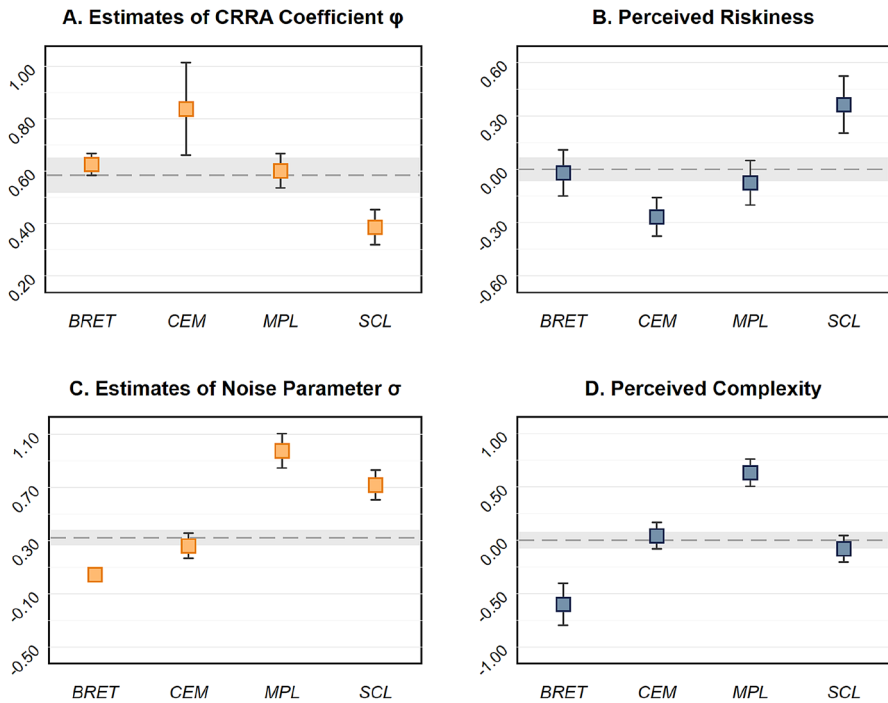 A. Estimates of CRRA Coefficient φ
1.00
0.80
0.60
0.40
0.20
BRET CEM MPL SCL
B. Perceived Riskiness
0.60
0.30
0.00
-0.30
-0.60
BRET CEM MPL SCL
C. Estimates of Noise Parameter σ
1.10
0.70
0.30
-0.10
-0.50
BRET CEM MPL SCL
D. Perceived Complexity
1.00
0.50
0.00
-0.50
-1.00
BRET CEM MPL SCL